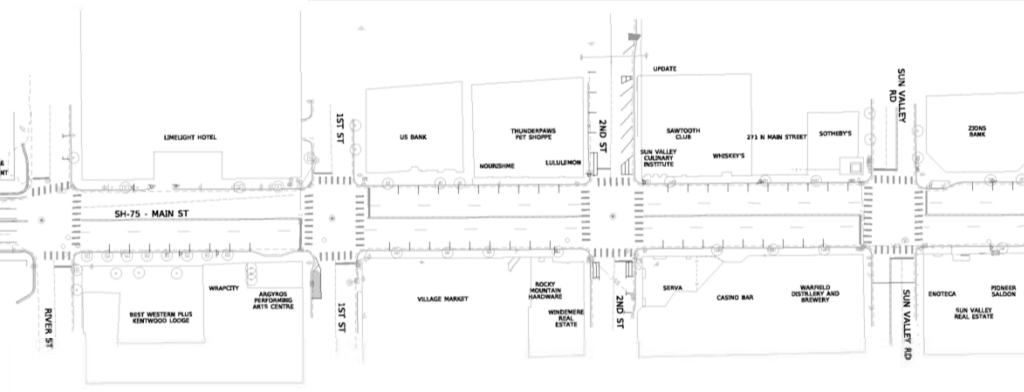 UPDATE
SUN VALLEY
RD
LIMELIGHT HOTEL
1ST ST
US BANK
THUNDERPAWS
PET SHOPPE
NOURISHME
LULULEMON
2ND ST
SAWTOOTH
CLUB
SUN VALLEY
CULINARY
INSTITUTE
WHISKEY'S
271 N MAIN STREET
SOTHEBY'S
ZIONS
BANK
SH-75 - MAIN ST
RIVER ST
BEST WESTERN PLUS
KENTWOOD LODGE
WRAPCITY
ARGYROS
PERFORMING
ARTS CENTRE
1ST ST
VILLAGE MARKET
ROCKY
MOUNTAIN
HARDWARE
WINDEMERE
REAL
ESTATE
2ND ST
SERVA
CASINO BAR
WARFIELD
DISTILLERY AND
BREWERY
SUN VALLEY RD
ENOTECA
PIONEER
SALOON
SUN VALLEY
REAL ESTATE